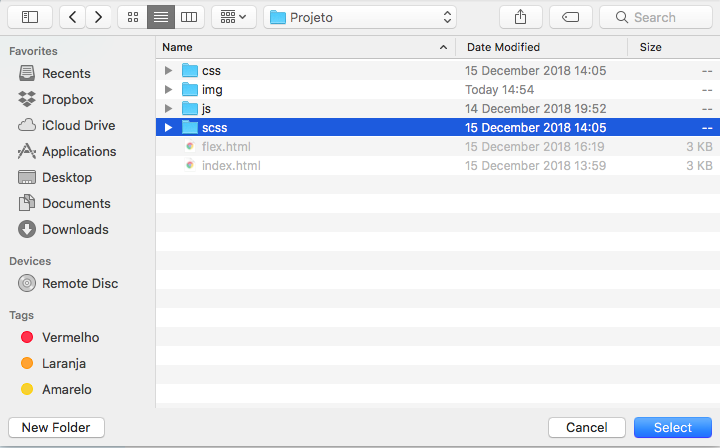 Projeto
Search
Favorites
Recents
Dropbox
iCloud Drive
Applications
Desktop
Documents
Downloads
Devices
Remote Disc
Tags
Vermelho
Laranja
Amarelo
Name Date Modified Size
css 15 December 2018 14:05 --
img Today 14:54 --
js 14 December 2018 19:52 --
scss 15 December 2018 14:05 --
flex.html 15 December 2018 16:19 3 KB
index.html 15 December 2018 13:59 3 KB
New Folder Cancel Select